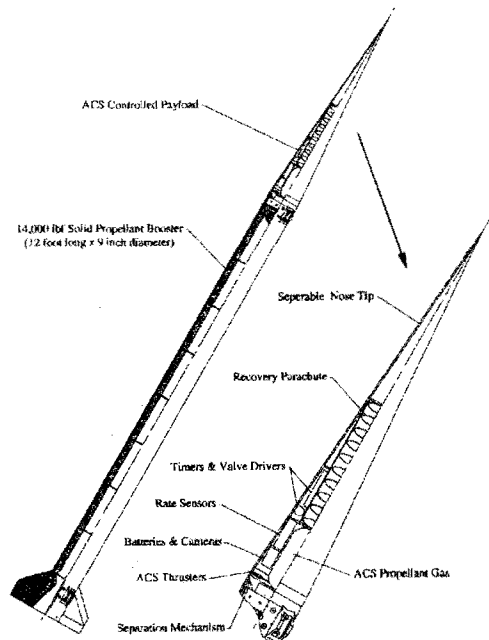 ACS Controlled Payload
14,000 lbf Solid Propellant Booster
(12 foot long x 9 inch diameter)
Seperable Nose Tip
Recovery Parachute
Timers & Valve Drivers
Rate Sensors
Batteries & Cameras
ACS Thrusters
ACS Propellant Gas
Separation Mechanism